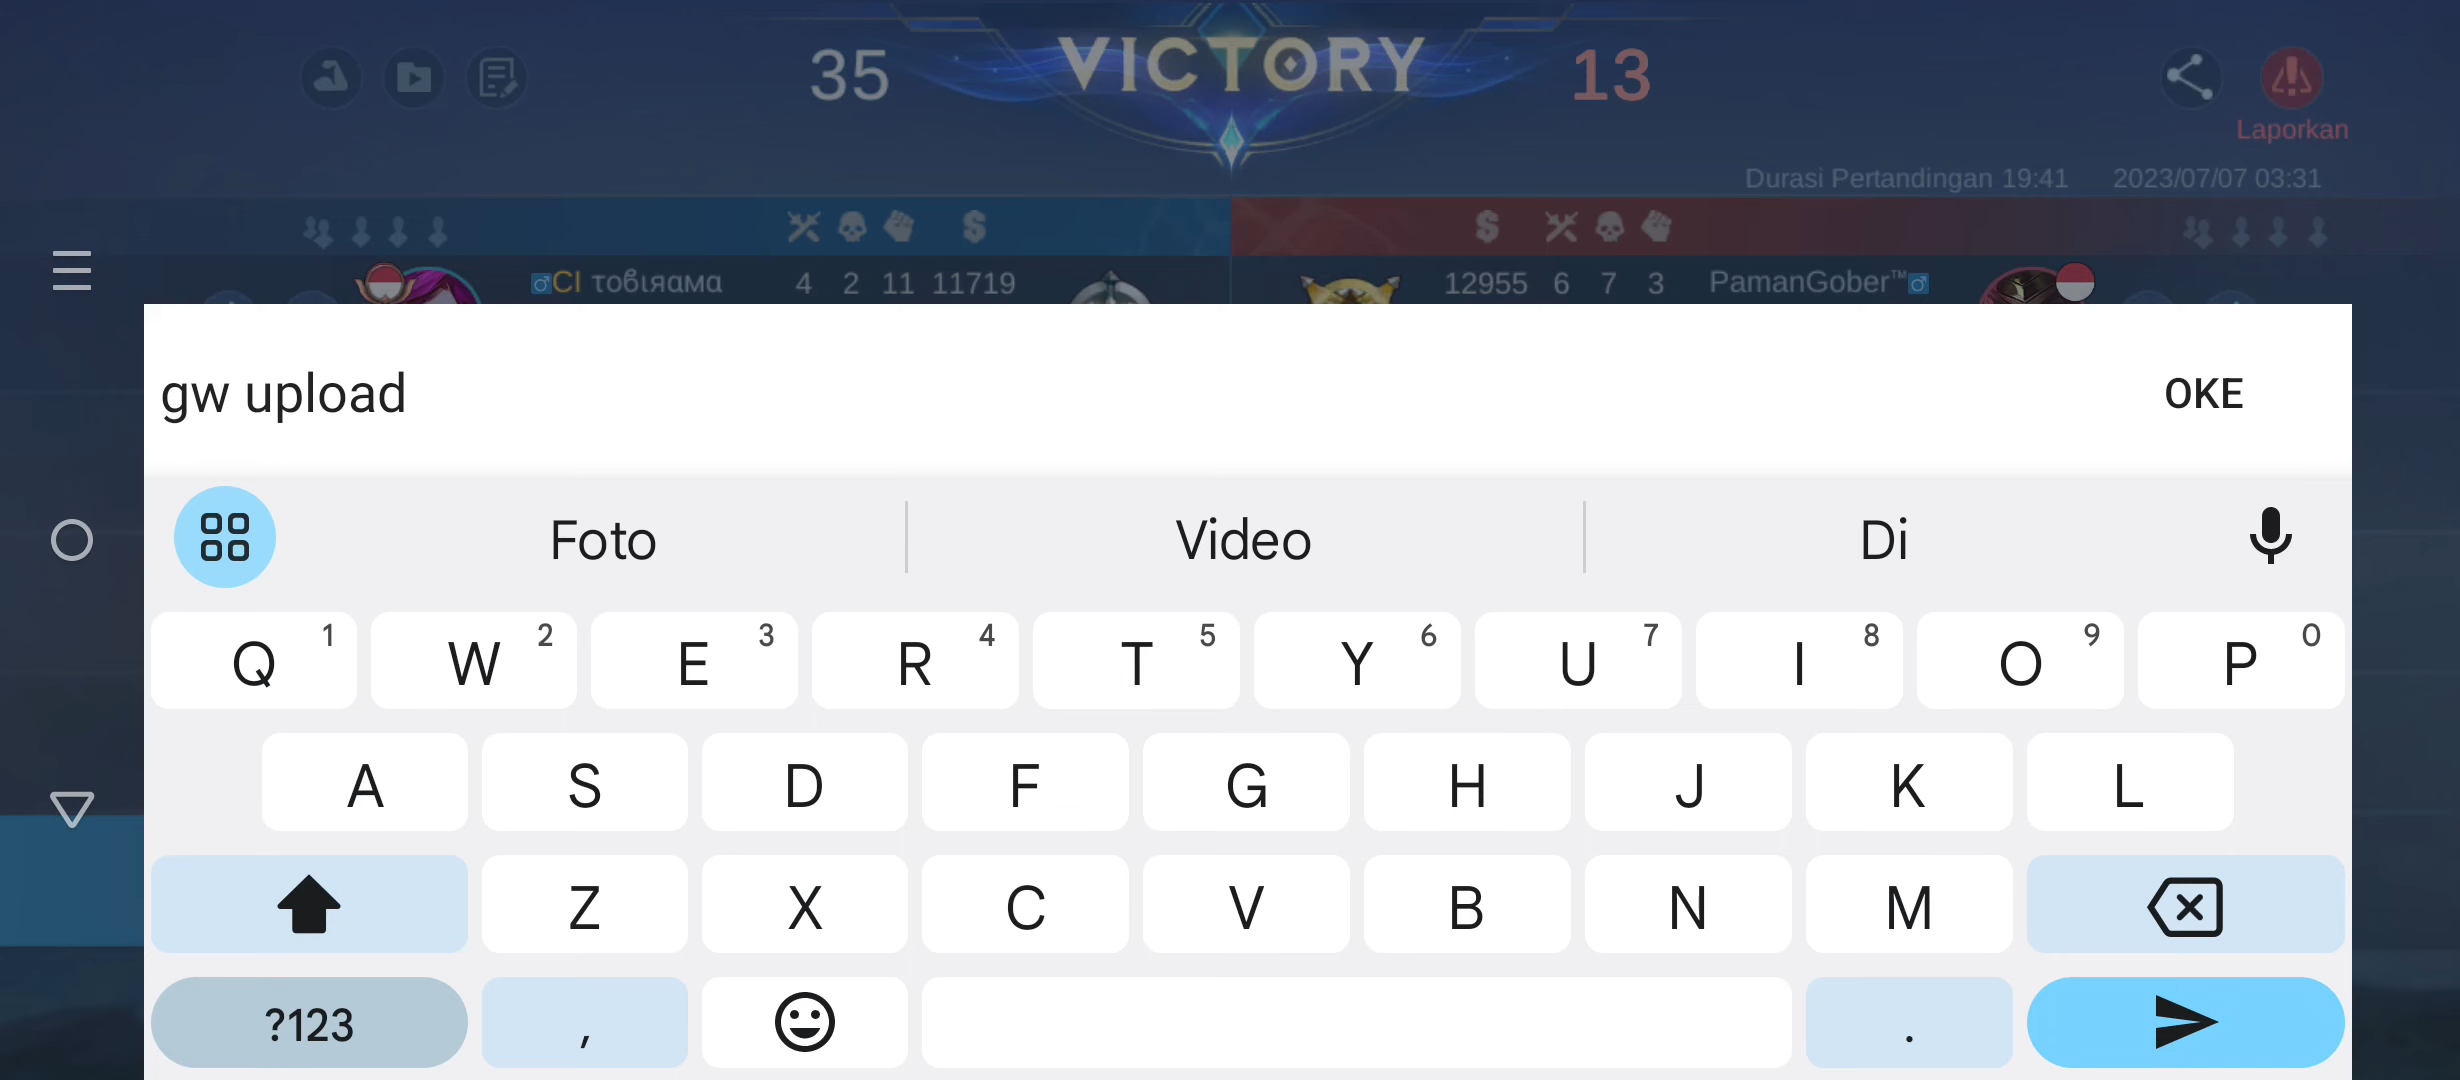 35 VICTORY 13
Laporkan
Durasi Pertandingan 19:41 2023/07/07 03:31
CI тобιяαмα 4 2 11 11719 12955 6 7 3 PamanGober™
gw upload OKE
Foto Video Di
Q 1 W 2 E 3 R 4 T 5 Y 6 U 7 I 8 O 9 P 0
A S D F G H J K L
Z X C V B N M
?123 , .